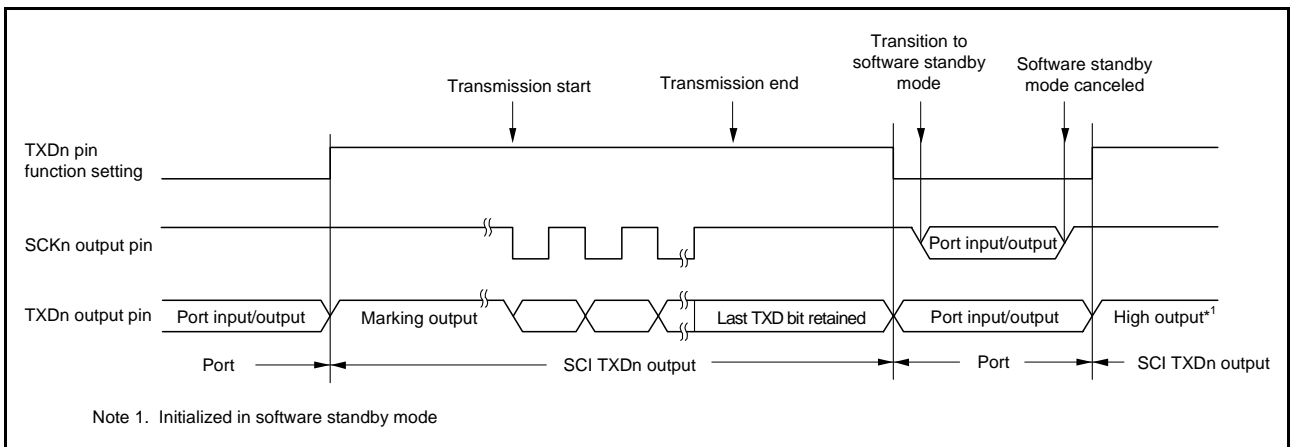 Transition to
software standby
mode
Software standby
mode canceled
Transmission start
Transmission end
TXDn pin
function setting
SCKn output pin
Port input/output
TXDn output pin
Port input/output
Marking output
Last TXD bit retained
Port input/output
High output*1
Port
SCI TXDn output
Port
SCI TXDn output
Note 1. Initialized in software standby mode